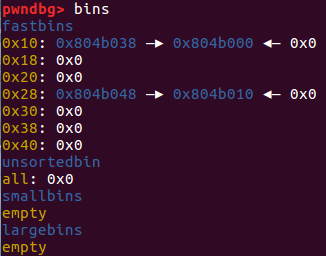 pwndbg> bins
fastbins
0x10: 0x804b038 —▸ 0x804b000 ◂— 0x0
0x18: 0x0
0x20: 0x0
0x28: 0x804b048 —▸ 0x804b010 ◂— 0x0
0x30: 0x0
0x38: 0x0
0x40: 0x0
unsortedbin
all: 0x0
smallbins
empty
largebins
empty